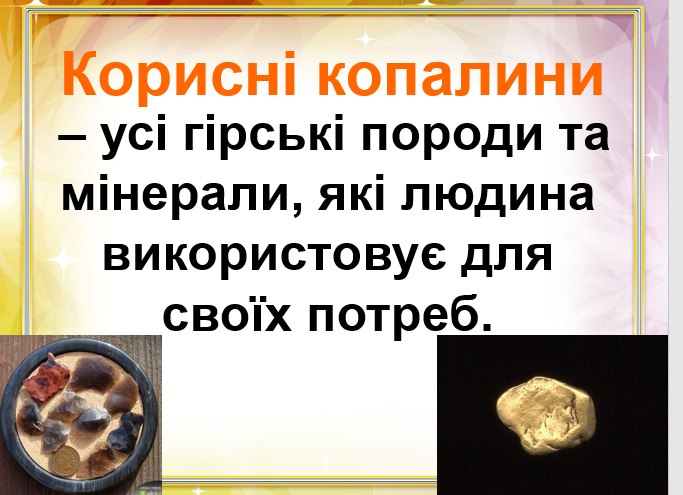 Корисні копалини
– усі гірські породи та
мінерали, які людина
використовує для
своїх потреб.